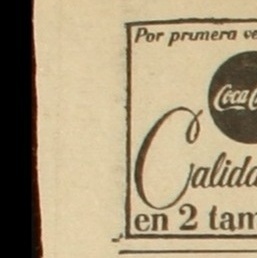 Por primera ve
Coca C
Calida
en 2 tam